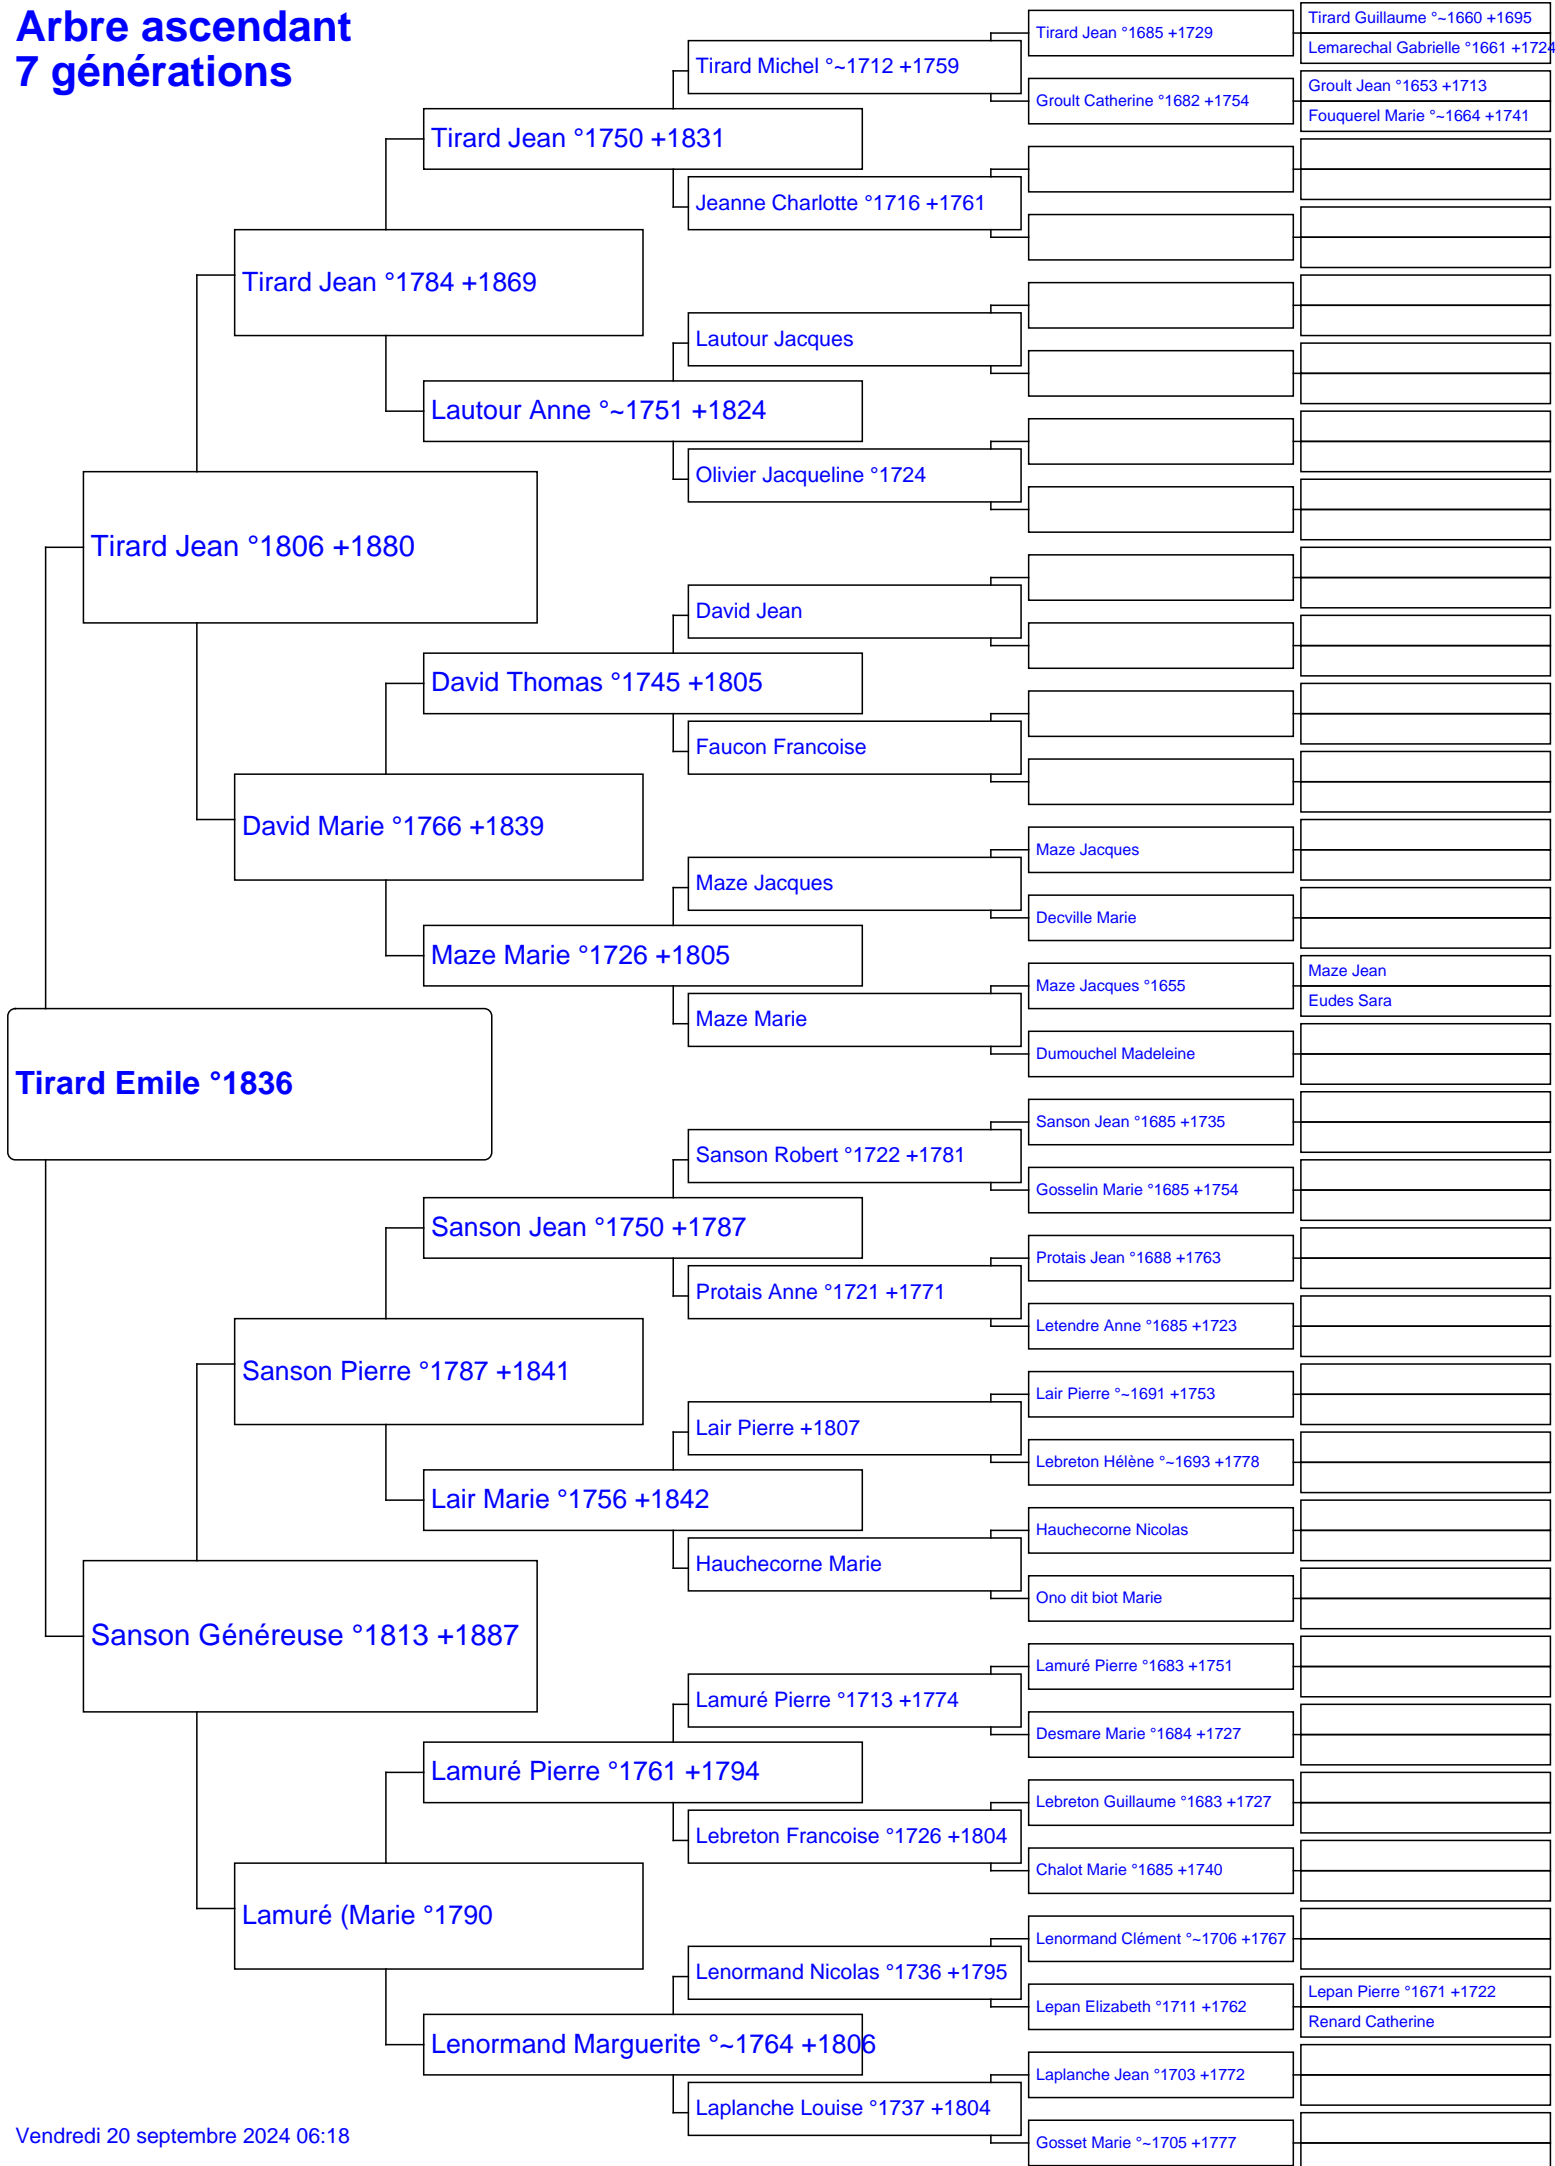 Arbre ascendant
7 générations
Tirard Emile °1836
Tirard Jean °1806 +1880
Sanson Généreuse °1813 +1887
Tirard Jean °1784 +1869
David Marie °1766 +1839
Sanson Pierre °1787 +1841
Lamuré (Marie °1790
Tirard Jean °1750 +1831
Lautour Anne °~1751 +1824
David Thomas °1745 +1805
Maze Marie °1726 +1805
Sanson Jean °1750 +1787
Lair Marie °1756 +1842
Lamuré Pierre °1761 +1794
Lenormand Marguerite °~1764 +1806
Tirard Michel °~1712 +1759
Jeanne Charlotte °1716 +1761
Lautour Jacques
Olivier Jacqueline °1724
David Jean
Faucon Francoise
Maze Jacques
Maze Marie
Sanson Robert °1722 +1781
Protais Anne °1721 +1771
Lair Pierre +1807
Hauchecorne Marie
Lamuré Pierre °1713 +1774
Lebreton Francoise °1726 +1804
Lenormand Nicolas °1736 +1795
Laplanche Louise °1737 +1804
Tirard Jean °1685 +1729
Groult Catherine °1682 +1754
Maze Jacques
Decville Marie
Maze Jacques °1655
Dumouchel Madeleine
Sanson Jean °1685 +1735
Gosselin Marie °1685 +1754
Protais Jean °1688 +1763
Letendre Anne °1685 +1723
Lair Pierre °~1691 +1753
Lebreton Hélène °~1693 +1778
Hauchecorne Nicolas
Ono dit biot Marie
Lamuré Pierre °1683 +1751
Desmare Marie °1684 +1727
Lebreton Guillaume °1683 +1727
Chalot Marie °1685 +1740
Lenormand Clément °~1706 +1767
Lepan Elizabeth °1711 +1762
Laplanche Jean °1703 +1772
Gosset Marie °~1705 +1777
Tirard Guillaume °~1660 +1695
Lemarechal Gabrielle °1661 +1724
Groult Jean °1653 +1713
Fouquerel Marie °~1664 +1741
Maze Jean
Eudes Sara
Lepan Pierre °1671 +1722
Renard Catherine
Vendredi 20 septembre 2024 06:18